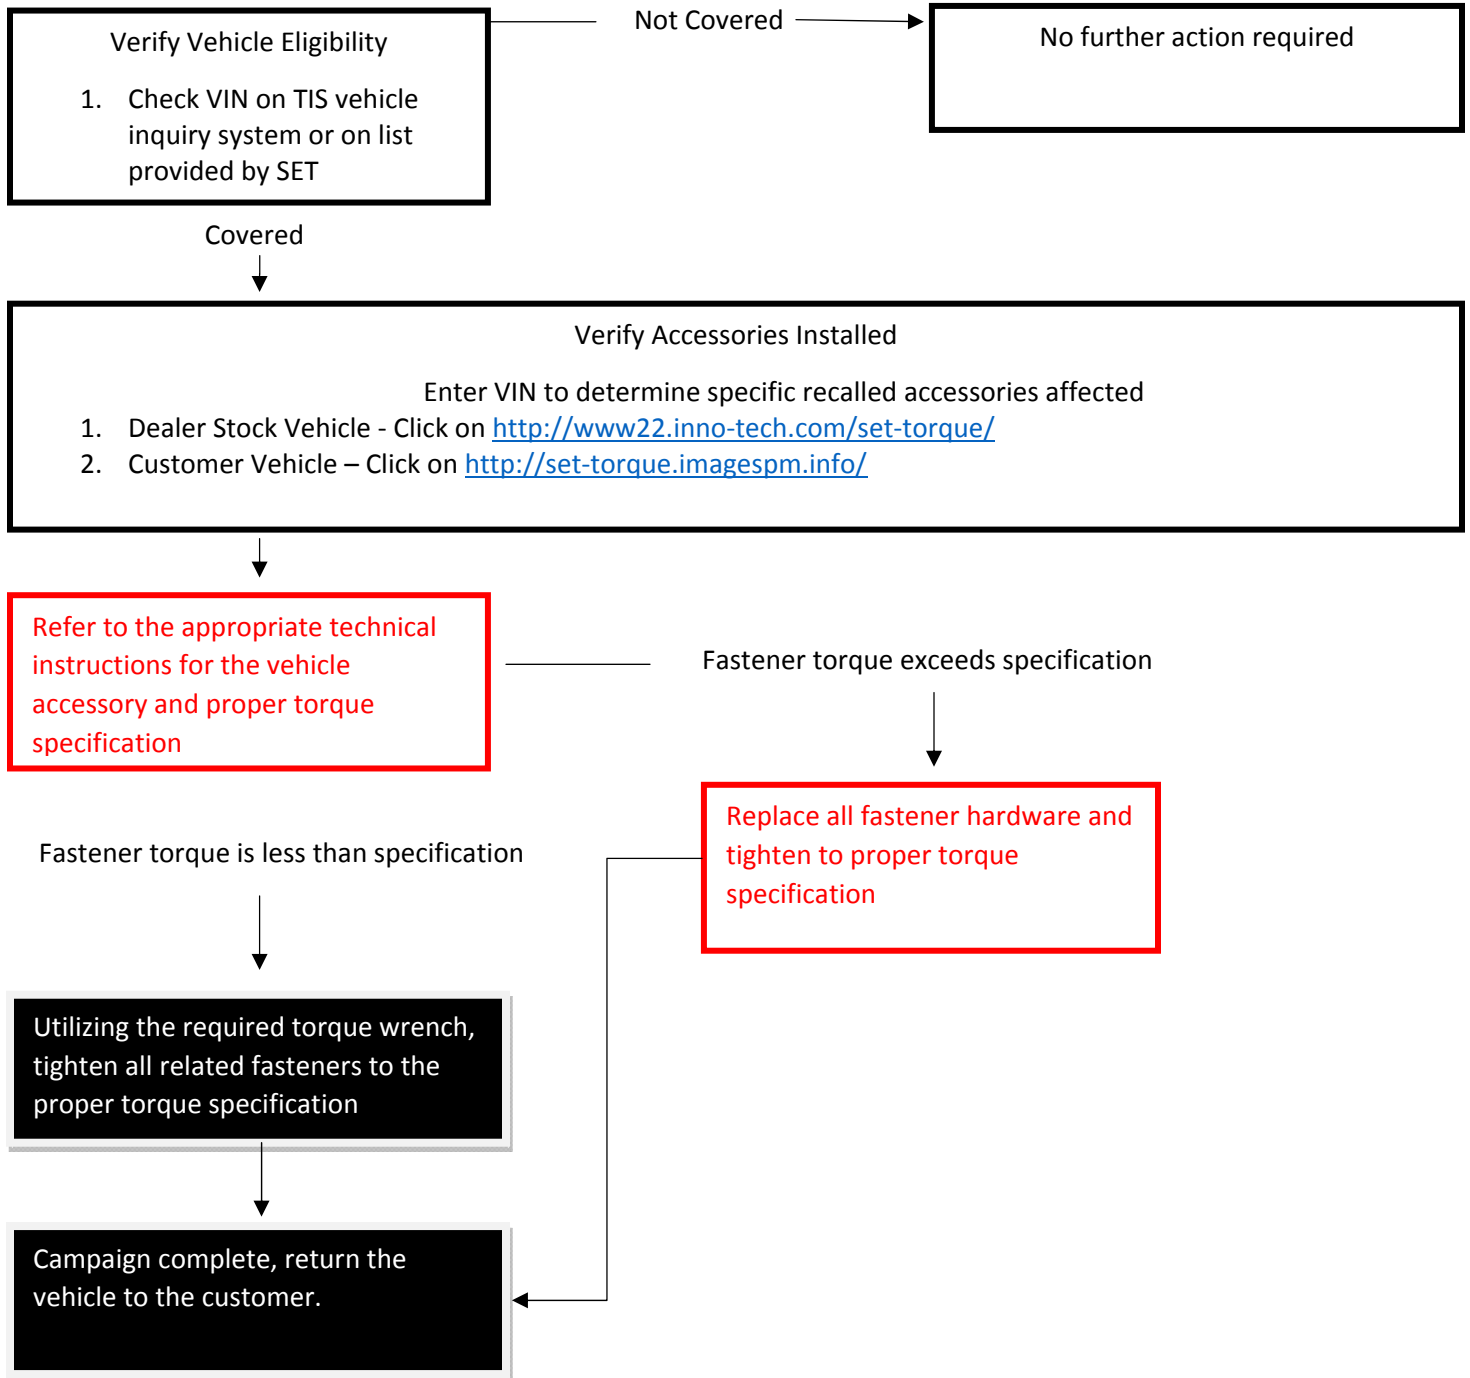 Verify Vehicle Eligibility
1. Check VIN on TIS vehicle
inquiry system or on list
provided by SET
Not Covered
No further action required
Covered
Verify Accessories Installed
Enter VIN to determine specific recalled accessories affected
1. Dealer Stock Vehicle - Click on http://www22.inno-tech.com/set-torque/
2. Customer Vehicle – Click on http://set-torque.imagespm.info/
Refer to the appropriate technical
instructions for the vehicle
accessory and proper torque
specification
Fastener torque exceeds specification
Replace all fastener hardware and
tighten to proper torque
specification
Fastener torque is less than specification
Utilizing the required torque wrench,
tighten all related fasteners to the
proper torque specification
Campaign complete, return the
vehicle to the customer.